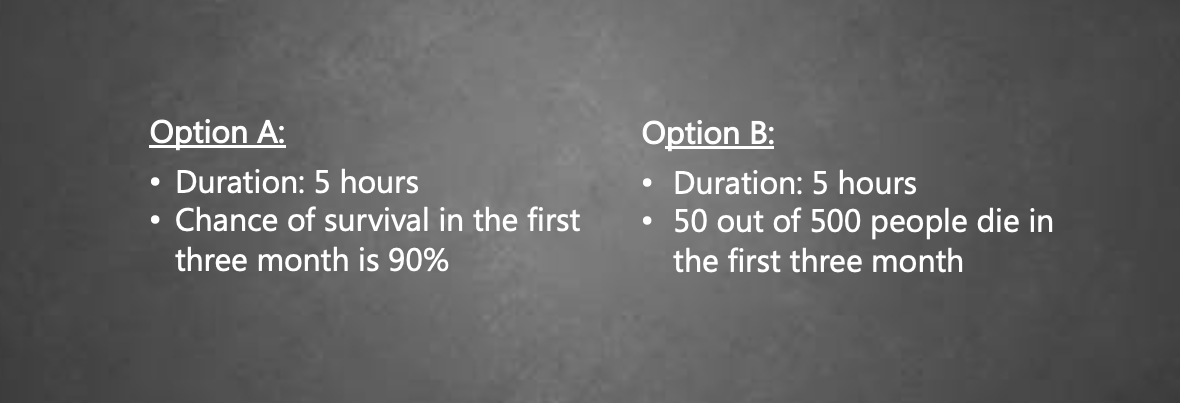 Option A:
• Duration: 5 hours
• Chance of survival in the first
three month is 90%
Option B:
• Duration: 5 hours
• 50 out of 500 people die in
the first three month